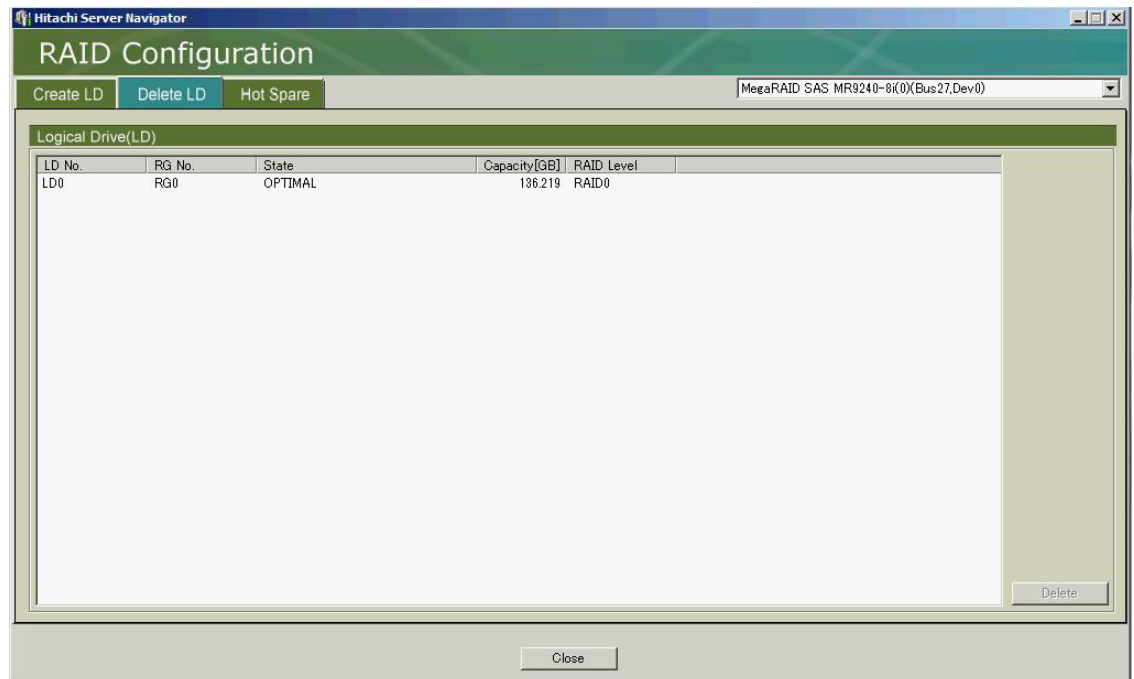 Hitachi Server Navigator
RAID Configuration
Create LD Delete LD Hot Spare MegaRAID SAS MR9240-8i(0)(Bus27,Dev0)
Logical Drive(LD)
LD No. RG No. State Capacity[GB] RAID Level
LD0 RG0 OPTIMAL 136.219 RAID0
Delete
Close